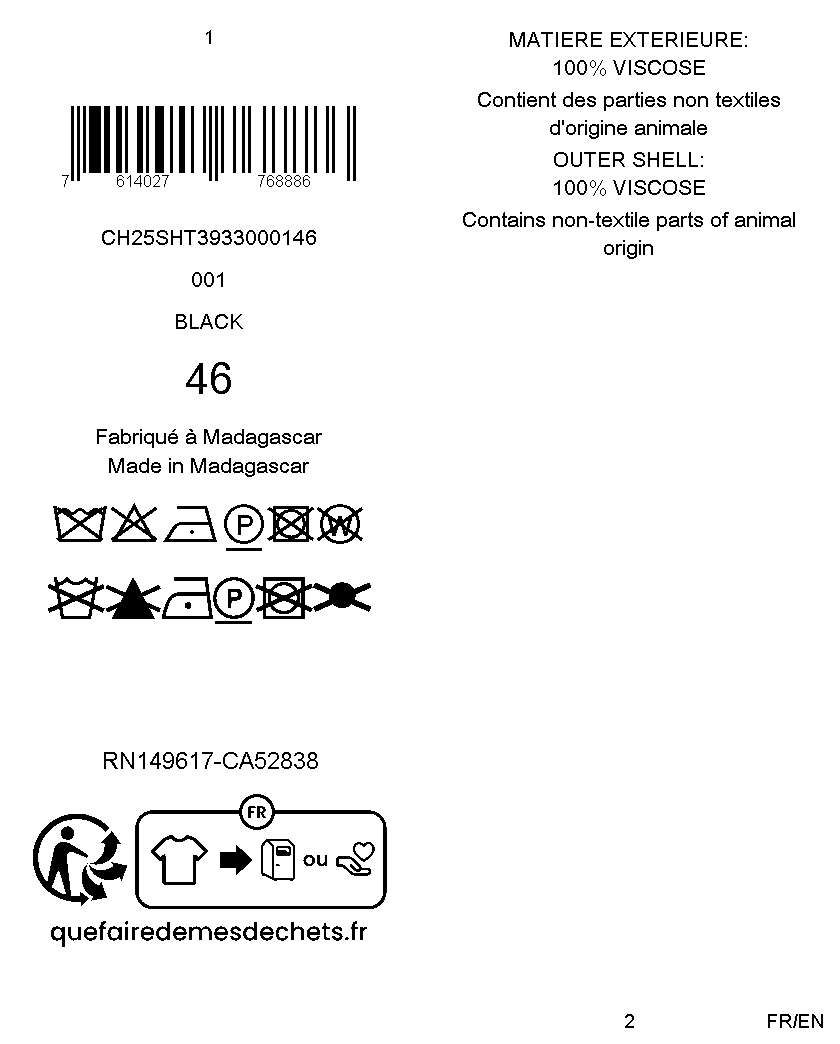 1
7 614027 768886
CH25SHT3933000146
001
BLACK
46
Fabriqué à Madagascar
Made in Madagascar
P
W
P
RN149617-CA52838
FR
ou
quefairedemesdechets.fr
MATIERE EXTERIEURE:
100% VISCOSE
Contient des parties non textiles
d'origine animale
OUTER SHELL:
100% VISCOSE
Contains non-textile parts of animal
origin
2
FR/EN